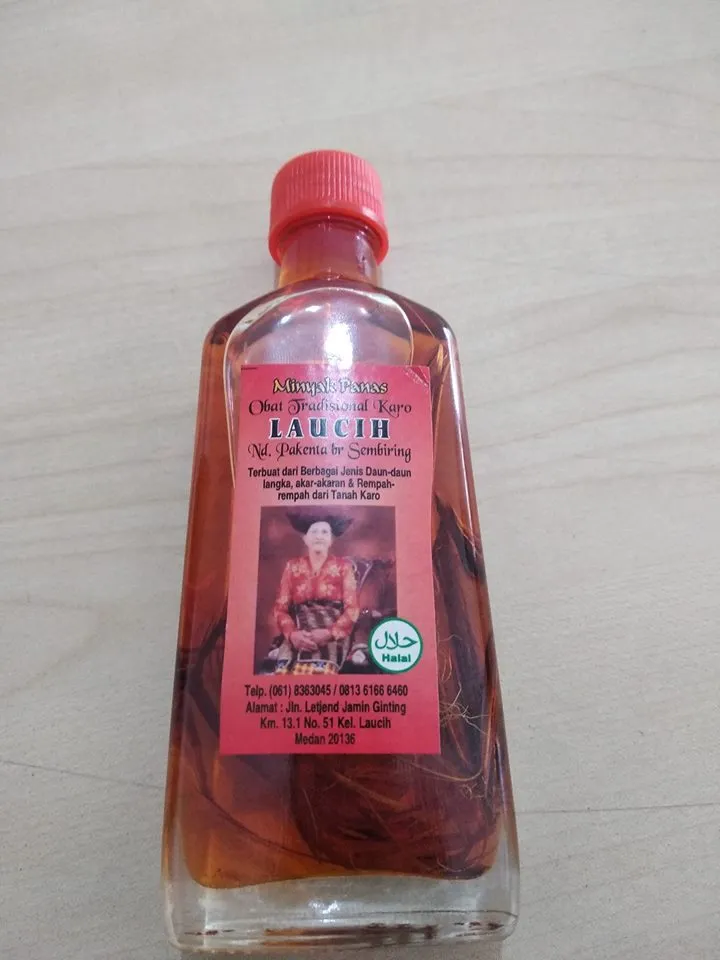 Minyak Panas
Obat Tradisional Karo
LAUCIH
Nd. Pakenta br Sembiring
Terbuat dari Berbagai Jenis Daun-daun
langka, akar-akaran & Rempah-
rempah dari Tanah Karo
حلال
Halal
Telp. (061) 8363045 / 0813 6166 6460
Alamat : Jln. Letjend Jamin Ginting
Km. 13.1 No. 51 Kel. Laucih
Medan 20136